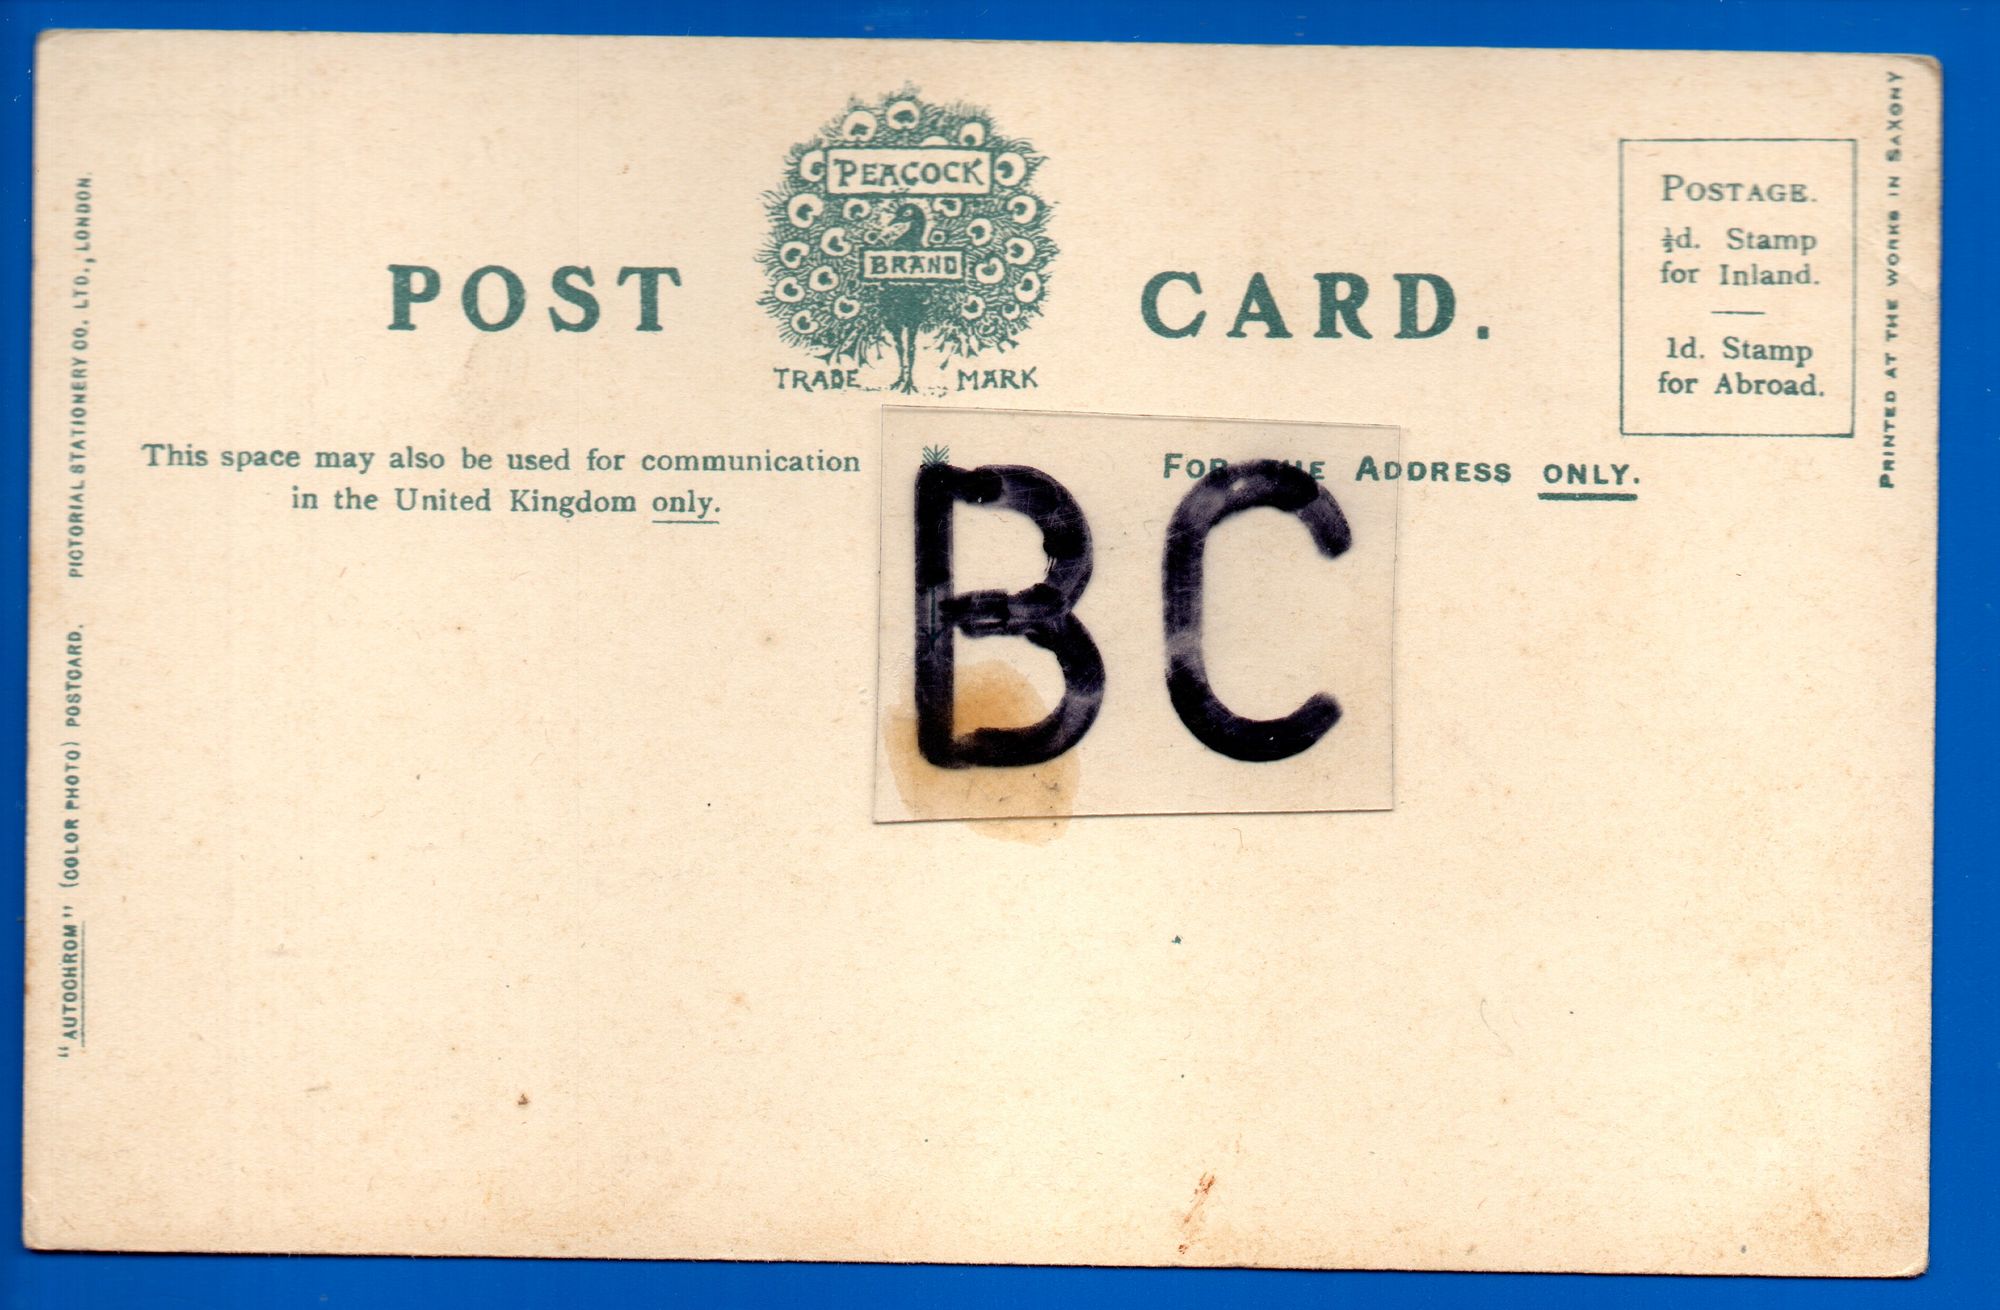 PEACOCK
BRAND
TRADE MARK
POST CARD.
POSTAGE.
½d. Stamp
for Inland.
1d. Stamp
for Abroad.
PRINTED AT THE WORKS IN SAXONY
This space may also be used for communication
in the United Kingdom only.
FOR THE ADDRESS ONLY.
BC
"AUTOCHROM" (COLOR PHOTO) POSTCARD. PICTORIAL STATIONERY CO. LTD., LONDON.